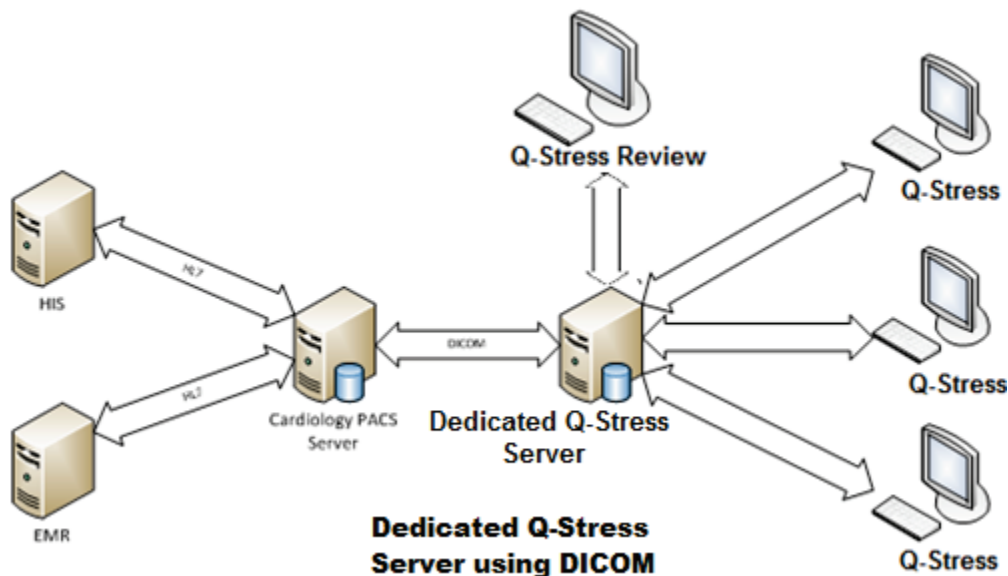 Q-Stress Review
Q-Stress
HL7
HIS
DICOM
Q-Stress
HL7
Cardiology PACS
Server
Dedicated Q-Stress
Server
EMR
Dedicated Q-Stress
Server using DICOM
Q-Stress